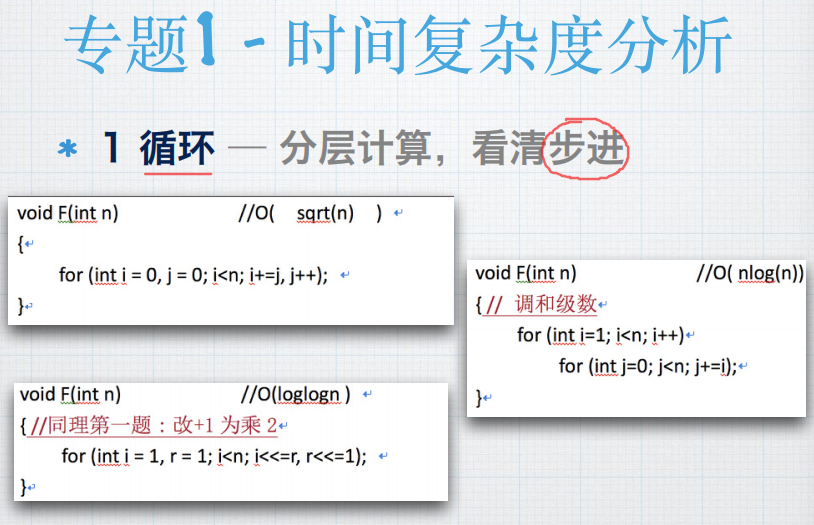 专题1 - 时间复杂度分析
* 1 循环 — 分层计算，看清步进
void F(int n) //O( sqrt(n) ) ↵
{↵
for (int i = 0, j = 0; i<n; i+=j, j++); ↵
}↵
void F(int n) //O( nlog(n))
{ // 调和级数↵
for (int i=1; i<n; i++)↵
for (int j=0; j<n; j+=i);↵
}↵
void F(int n) //O(loglogn ) ↵
{ //同理第一题：改+1 为乘 2↵
for (int i = 1, r = 1; i<n; i<<=r, r<<=1); ↵
}↵